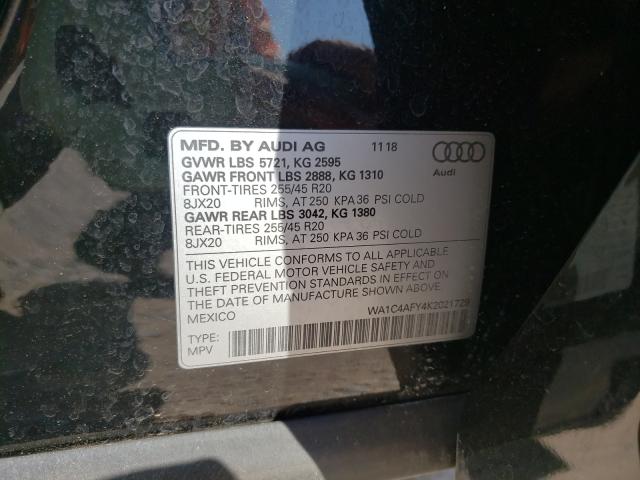 MFD. BY AUDI AG 11 18
GVWR LBS 5721, KG 2595
GAWR FRONT LBS 2888, KG 1310
FRONT-TIRES 255/45 R20
8JX20 RIMS, AT 250 KPA 36 PSI COLD
GAWR REAR LBS 3042, KG 1380
REAR-TIRES 255/45 R20
8JX20 RIMS, AT 250 KPA 36 PSI COLD
Audi
THIS VEHICLE CONFORMS TO ALL APPLICABLE
U.S. FEDERAL MOTOR VEHICLE SAFETY AND
THEFT PREVENTION STANDARDS IN EFFECT ON
THE DATE OF MANUFACTURE SHOWN ABOVE.
MEXICO WA1C4AFY4K2021729
TYPE:
MPV